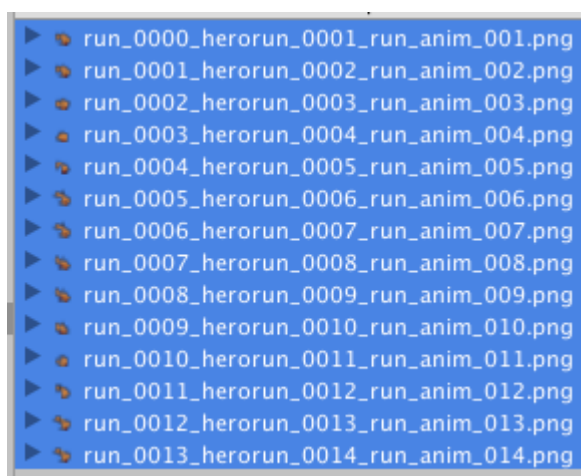 run_0000_herorun_0001_run_anim_001.png
run_0001_herorun_0002_run_anim_002.png
run_0002_herorun_0003_run_anim_003.png
run_0003_herorun_0004_run_anim_004.png
run_0004_herorun_0005_run_anim_005.png
run_0005_herorun_0006_run_anim_006.png
run_0006_herorun_0007_run_anim_007.png
run_0007_herorun_0008_run_anim_008.png
run_0008_herorun_0009_run_anim_009.png
run_0009_herorun_0010_run_anim_010.png
run_0010_herorun_0011_run_anim_011.png
run_0011_herorun_0012_run_anim_012.png
run_0012_herorun_0013_run_anim_013.png
run_0013_herorun_0014_run_anim_014.png